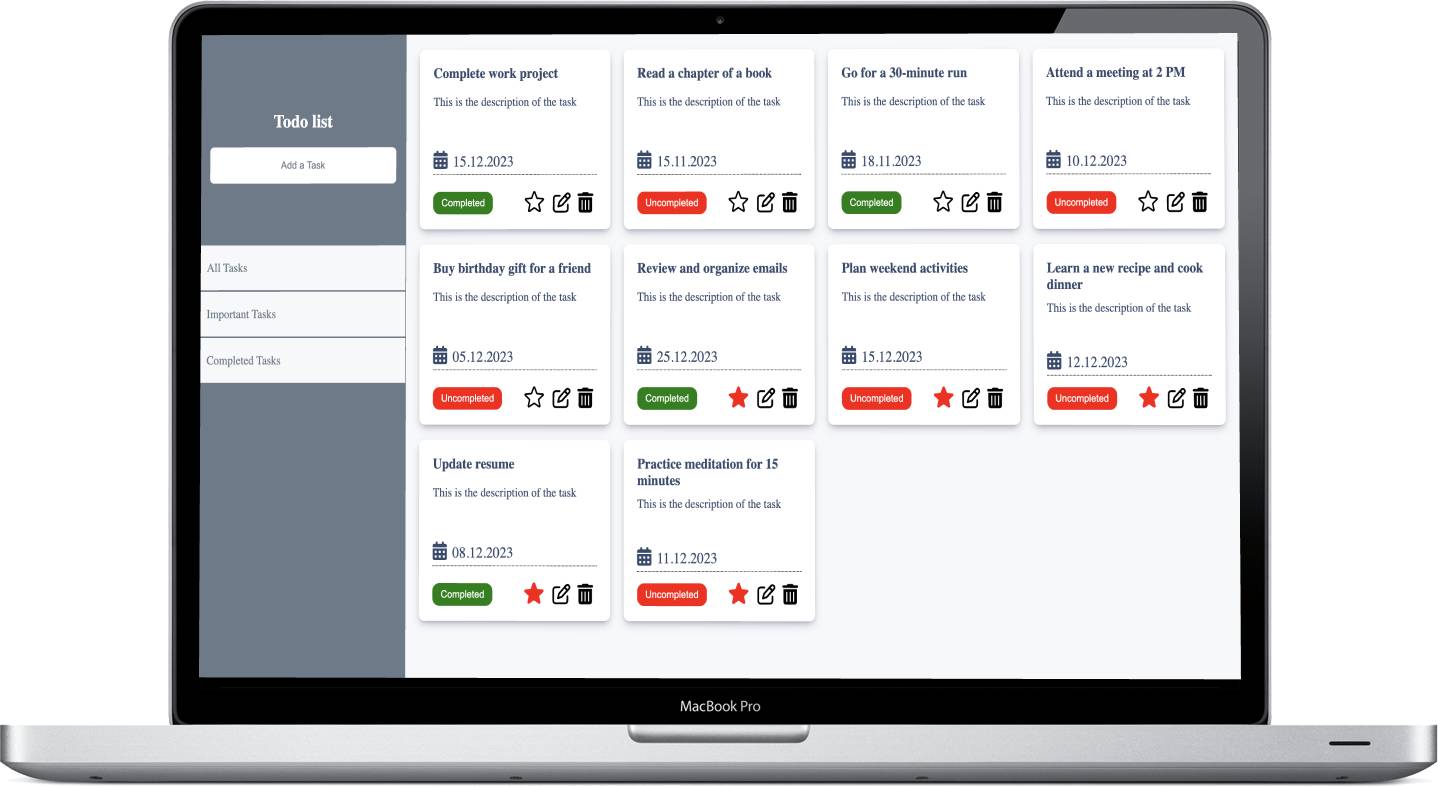 Todo list
Add a Task
All Tasks
Important Tasks
Completed Tasks
Complete work project
This is the description of the task
15.12.2023
Completed
Read a chapter of a book
This is the description of the task
15.11.2023
Uncompleted
Go for a 30-minute run
This is the description of the task
18.11.2023
Completed
Attend a meeting at 2 PM
This is the description of the task
10.12.2023
Uncompleted
Buy birthday gift for a friend
This is the description of the task
05.12.2023
Uncompleted
Review and organize emails
This is the description of the task
25.12.2023
Completed
Plan weekend activities
This is the description of the task
15.12.2023
Uncompleted
Learn a new recipe and cook
dinner
This is the description of the task
12.12.2023
Uncompleted
Update resume
This is the description of the task
08.12.2023
Completed
Practice meditation for 15
minutes
This is the description of the task
11.12.2023
Uncompleted
MacBook Pro